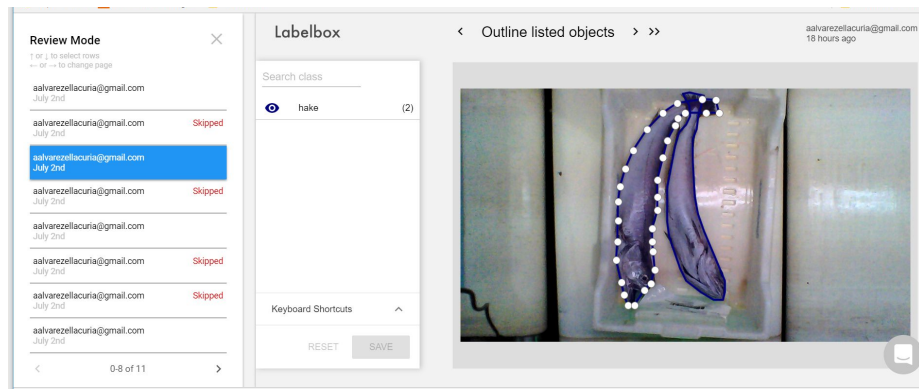 Review Mode
↑ or ↓ to select rows
← or → to change page
aalvarezellacuria@gmail.com
July 2nd
aalvarezellacuria@gmail.com Skipped
July 2nd
aalvarezellacuria@gmail.com
July 2nd
aalvarezellacuria@gmail.com Skipped
July 2nd
aalvarezellacuria@gmail.com
July 2nd
aalvarezellacuria@gmail.com Skipped
July 2nd
aalvarezellacuria@gmail.com Skipped
July 2nd
aalvarezellacuria@gmail.com
July 2nd
0-8 of 11
Labelbox
Search class
hake (2)
Keyboard Shortcuts
RESET SAVE
Outline listed objects
aalvarezellacuria@gmail.com
18 hours ago